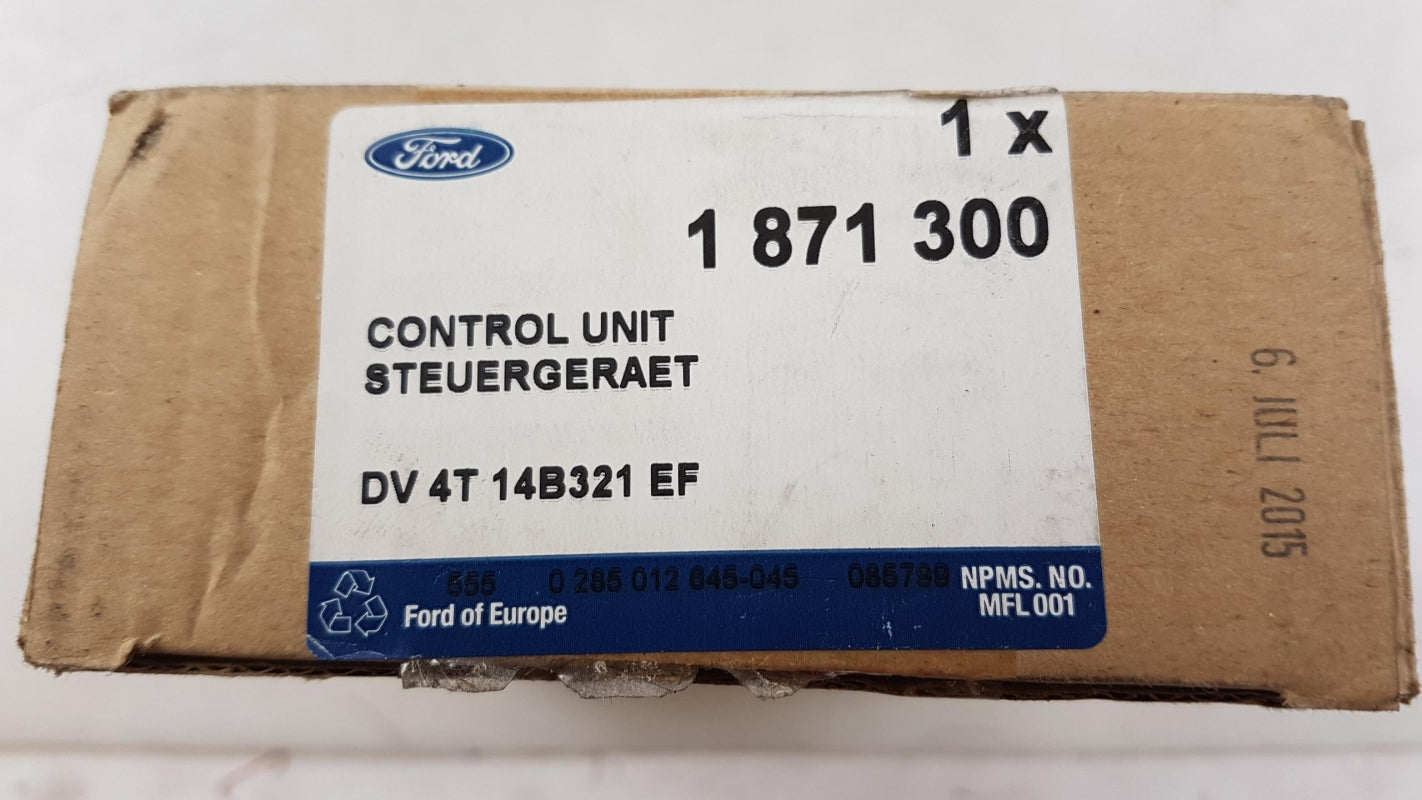 Ford
1 x
1 871 300
CONTROL UNIT
STEUERGERAET
DV 4T 14B321 EF
555 0 285 012 645-045 085799 NPMS. NO.
Ford of Europe MFL 001
6. JULI 2015